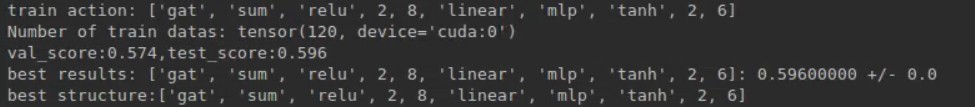 train action: ['gat', 'sum', 'relu', 2, 8, 'linear', 'mlp', 'tanh', 2, 6]
Number of train datas: tensor(120, device='cuda:0')
val_score:0.574,test_score:0.596
best results: ['gat', 'sum', 'relu', 2, 8, 'linear', 'mlp', 'tanh', 2, 6]: 0.59600000 +/- 0.0
best structure:['gat', 'sum', 'relu', 2, 8, 'linear', 'mlp', 'tanh', 2, 6]